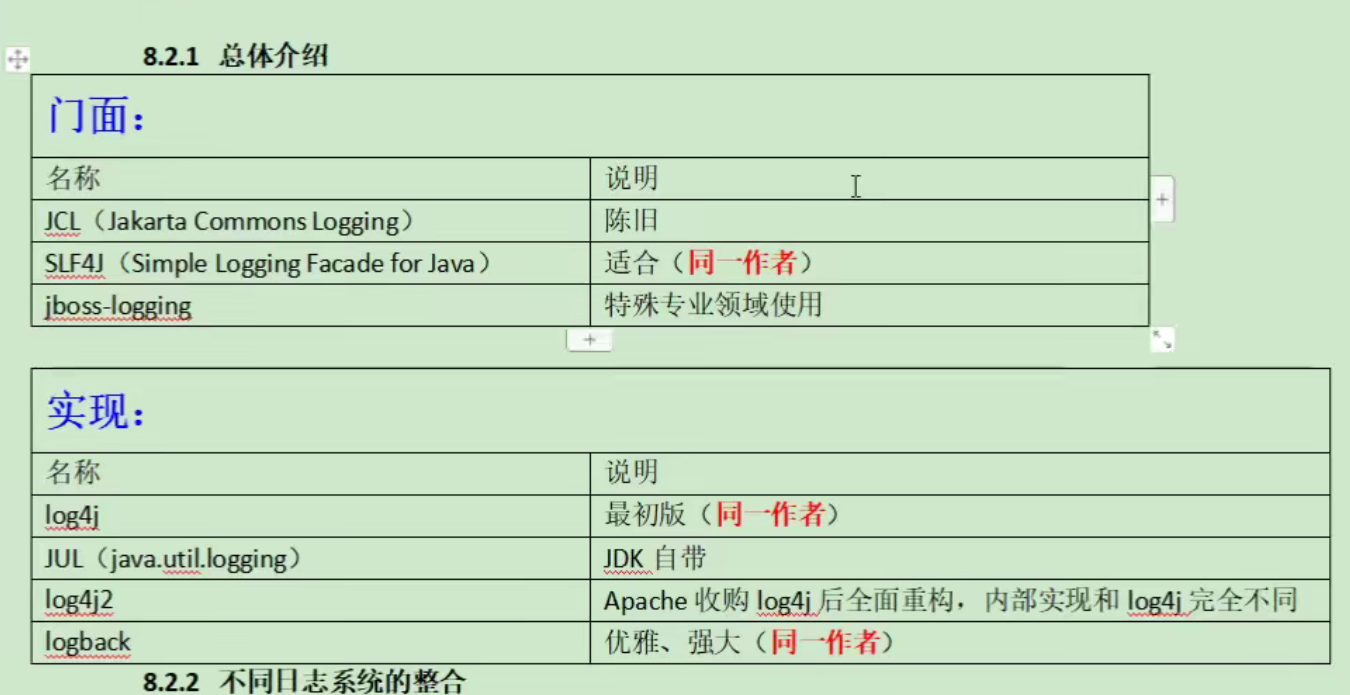 8.2.1 总体介绍
门面：
名称 说明
JCL（Jakarta Commons Logging） 陈旧
SLF4J（Simple Logging Facade for Java） 适合（同一作者）
jboss-logging 特殊专业领域使用
实现：
名称 说明
log4j 最初版（同一作者）
JUL（java.util.logging） JDK 自带
log4j2 Apache 收购 log4j 后全面重构，内部实现和 log4j 完全不同
logback 优雅、强大（同一作者）
8.2.2 不同日志系统的整合